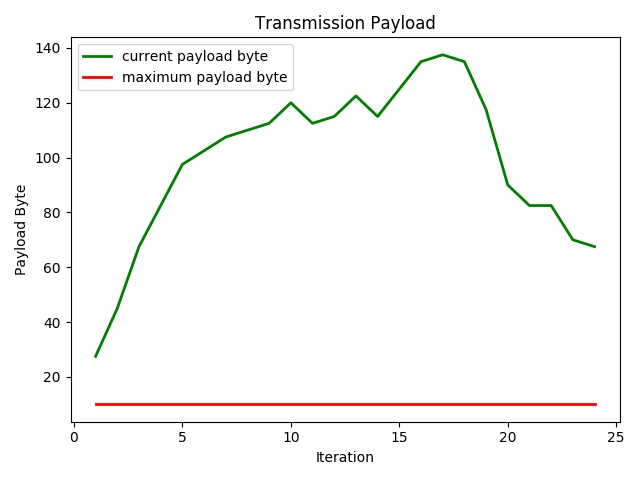 Transmission Payload
current payload byte
maximum payload byte
140
120
100
80
60
40
20
Payload Byte
0
5
10
15
20
25
Iteration